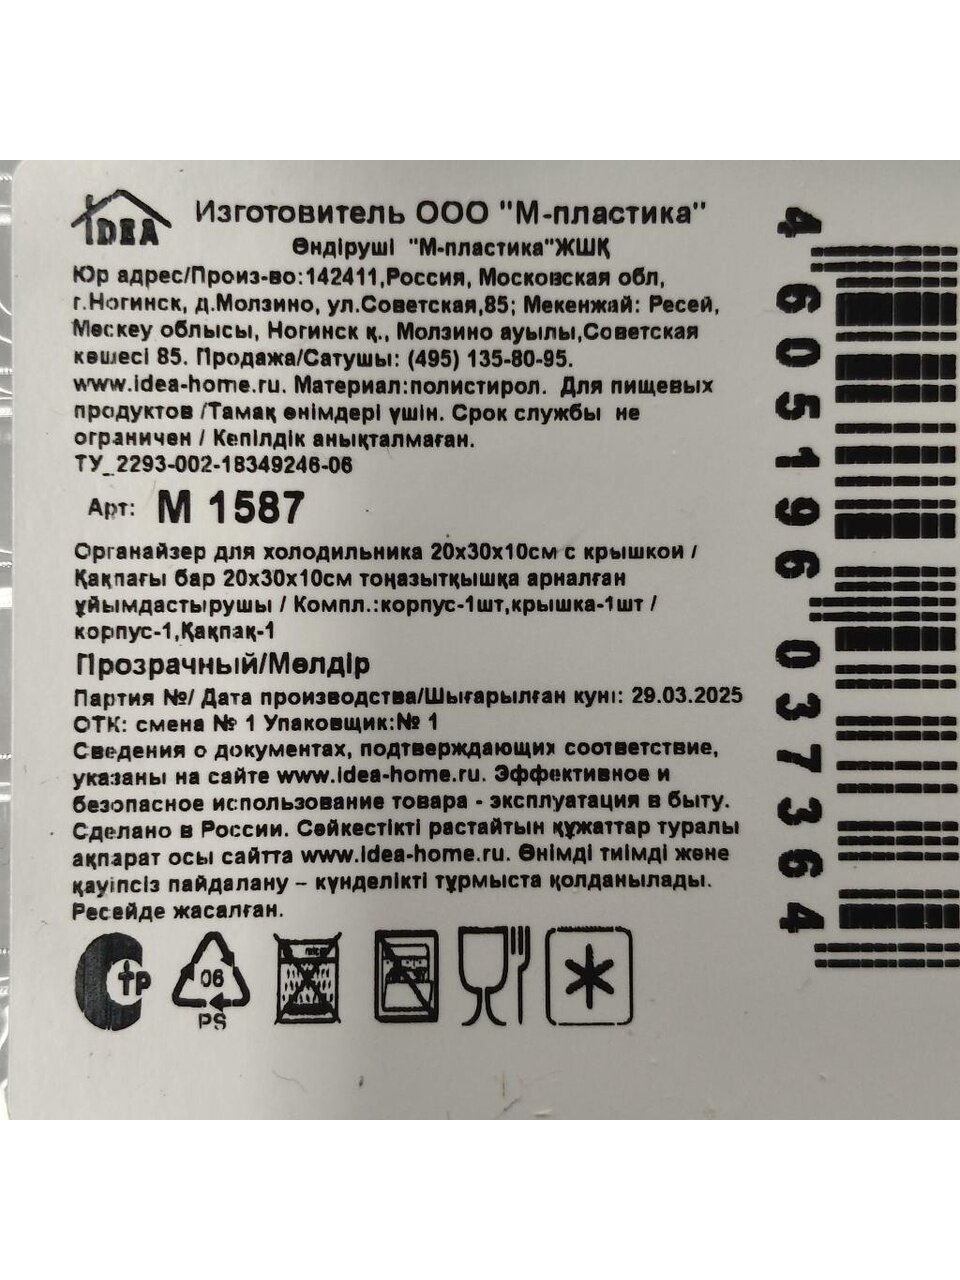 IDEA
Изготовитель ООО "М-пластика"
Өндіруші "М-пластика"ЖШҚ
Юр адрес/Произ-во:142411,Россия, Московская обл,
г.Ногинск, д.Молзино, ул.Советская,85; Мекенжай: Ресей,
Мәскеу облысы, Ногинск қ., Молзино ауылы,Советская
көшесі 85. Продажа/Сатушы: (495) 135-80-95.
www.idea-home.ru. Материал:полистирол. Для пищевых
продуктов /Тамақ өнімдері үшін. Срок службы не
ограничен / Кепілдік анықталмаған.
ТУ_2293-002-18349246-06
Арт: М 1587
Органайзер для холодильника 20х30х10см с крышкой /
Қақпағы бар 20х30х10см тоңазытқышқа арналған
ұйымдастырушы / Компл.:корпус-1шт,крышка-1шт /
корпус-1,Қақпақ-1
Прозрачный/Мөлдір
Партия №/ Дата производства/Шығарылған күні: 29.03.2025
ОТК: смена № 1 Упаковщик:№ 1
Сведения о документах, подтверждающих соответствие,
указаны на сайте www.idea-home.ru. Эффективное и
безопасное использование товара - эксплуатация в быту.
Сделано в России. Сәйкестікті растайтын құжаттар туралы
ақпарат осы сайтта www.idea-home.ru. Өнімді тиімді және
қауіпсіз пайдалану – күнделікті тұрмыста қолданылады.
Ресейде жасалған.
тр
06
PS
4 605196 037364